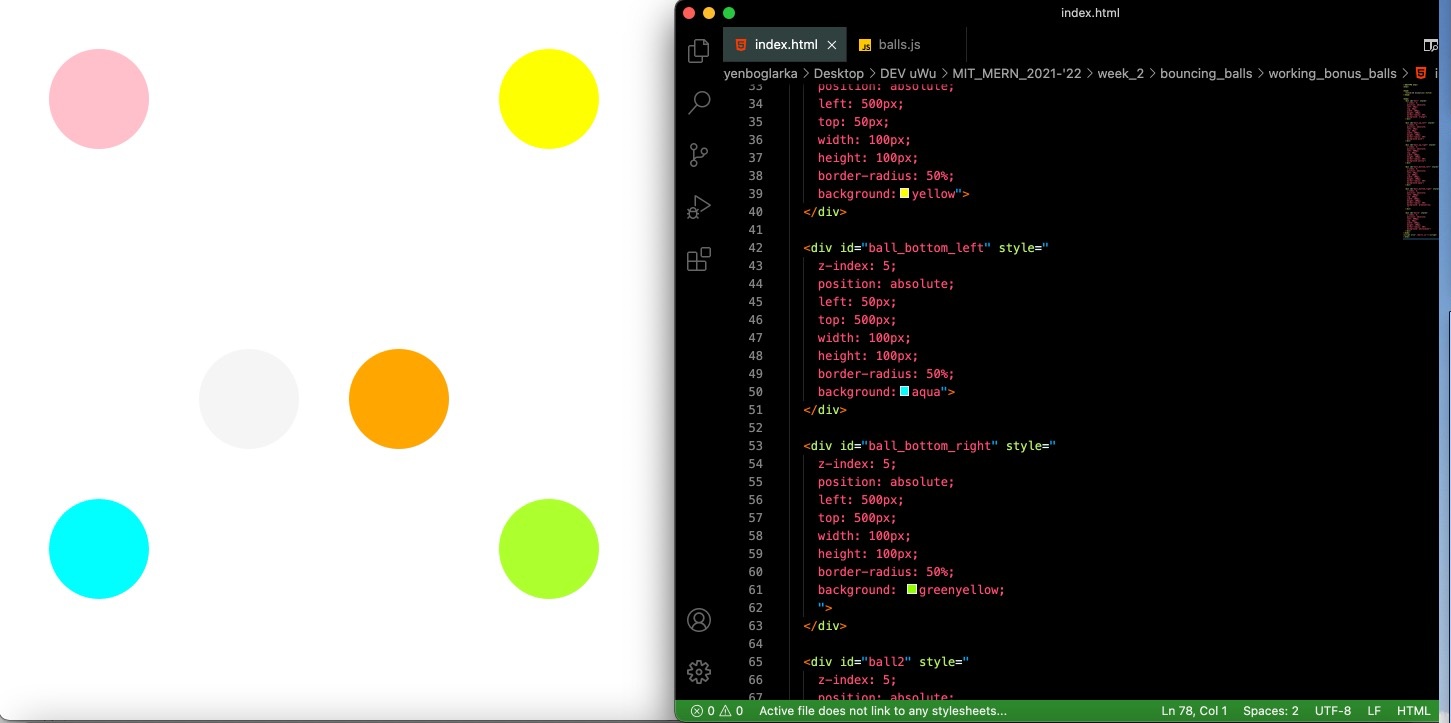 index.html
index.html
balls.js
yenboglarka > Desktop > DEV uWu > MIT_MERN_2021-'22 > week_2 > bouncing_balls > working_bonus_balls > i
33 position: absolute;
34 left: 500px;
35 top: 50px;
36 width: 100px;
37 height: 100px;
38 border-radius: 50%;
39 background: yellow">
40 </div>
41
42 <div id="ball_bottom_left" style="
43 z-index: 5;
44 position: absolute;
45 left: 50px;
46 top: 500px;
47 width: 100px;
48 height: 100px;
49 border-radius: 50%;
50 background: aqua">
51 </div>
52
53 <div id="ball_bottom_right" style="
54 z-index: 5;
55 position: absolute;
56 left: 500px;
57 top: 500px;
58 width: 100px;
59 height: 100px;
60 border-radius: 50%;
61 background: greenyellow;
62 ">
63 </div>
64
65 <div id="ball2" style="
66 z-index: 5;
67 position: absolute;
0 0 Active file does not link to any stylesheets... Ln 78, Col 1 Spaces: 2 UTF-8 LF HTML